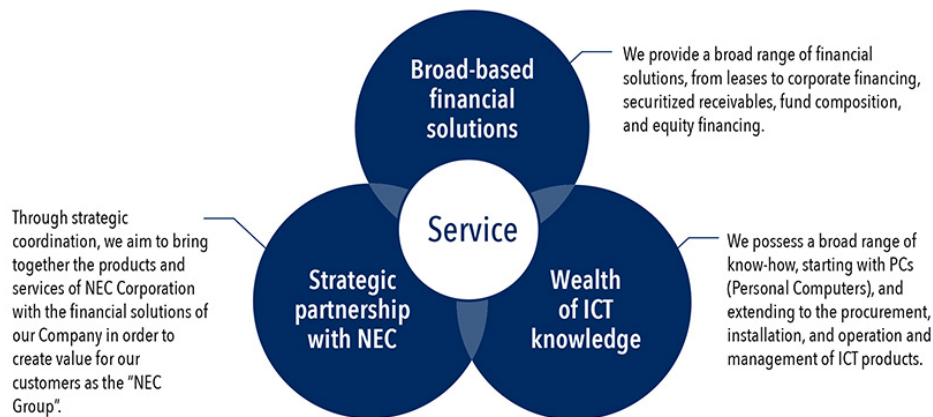 Broad-based
financial
solutions
We provide a broad range of financial
solutions, from leases to corporate financing,
securitized receivables, fund composition,
and equity financing.
Service
Through strategic
coordination, we aim to bring
together the products and
services of NEC Corporation
with the financial solutions of
our Company in order to
create value for our
customers as the “NEC
Group”.
Strategic
partnership
with NEC
Wealth
of ICT
knowledge
We possess a broad range of
know-how, starting with PCs
(Personal Computers), and
extending to the procurement,
installation, and operation and
management of ICT products.